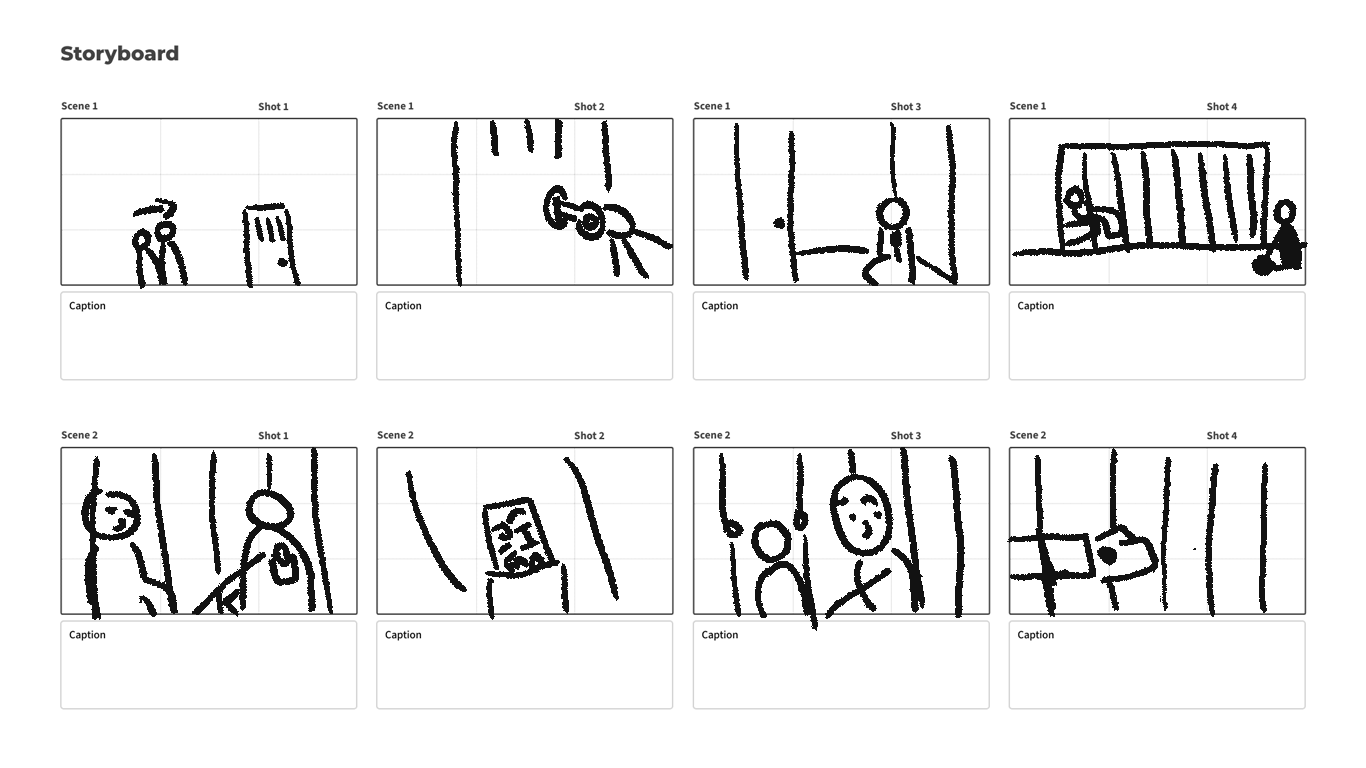 Storyboard
Scene 1 Shot 1
Scene 1 Shot 2
Scene 1 Shot 3
Scene 1 Shot 4
Caption
Caption
Caption
Caption
Scene 2 Shot 1
Scene 2 Shot 2
Scene 2 Shot 3
Scene 2 Shot 4
Caption
Caption
Caption
Caption